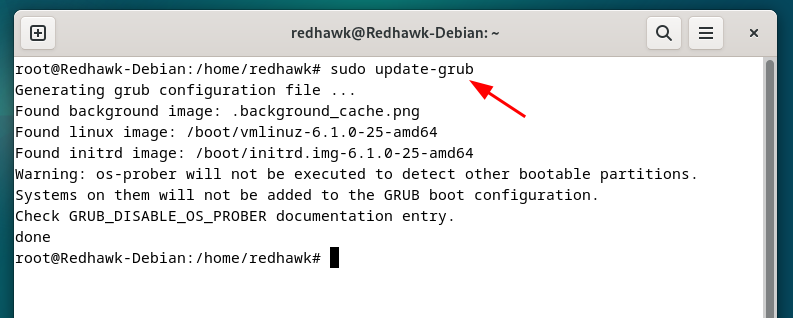 redhawk@Redhawk-Debian: ~
root@Redhawk-Debian:/home/redhawk# sudo update-grub
Generating grub configuration file ...
Found background image: .background_cache.png
Found linux image: /boot/vmlinuz-6.1.0-25-amd64
Found initrd image: /boot/initrd.img-6.1.0-25-amd64
Warning: os-prober will not be executed to detect other bootable partitions.
Systems on them will not be added to the GRUB boot configuration.
Check GRUB_DISABLE_OS_PROBER documentation entry.
done
root@Redhawk-Debian:/home/redhawk#